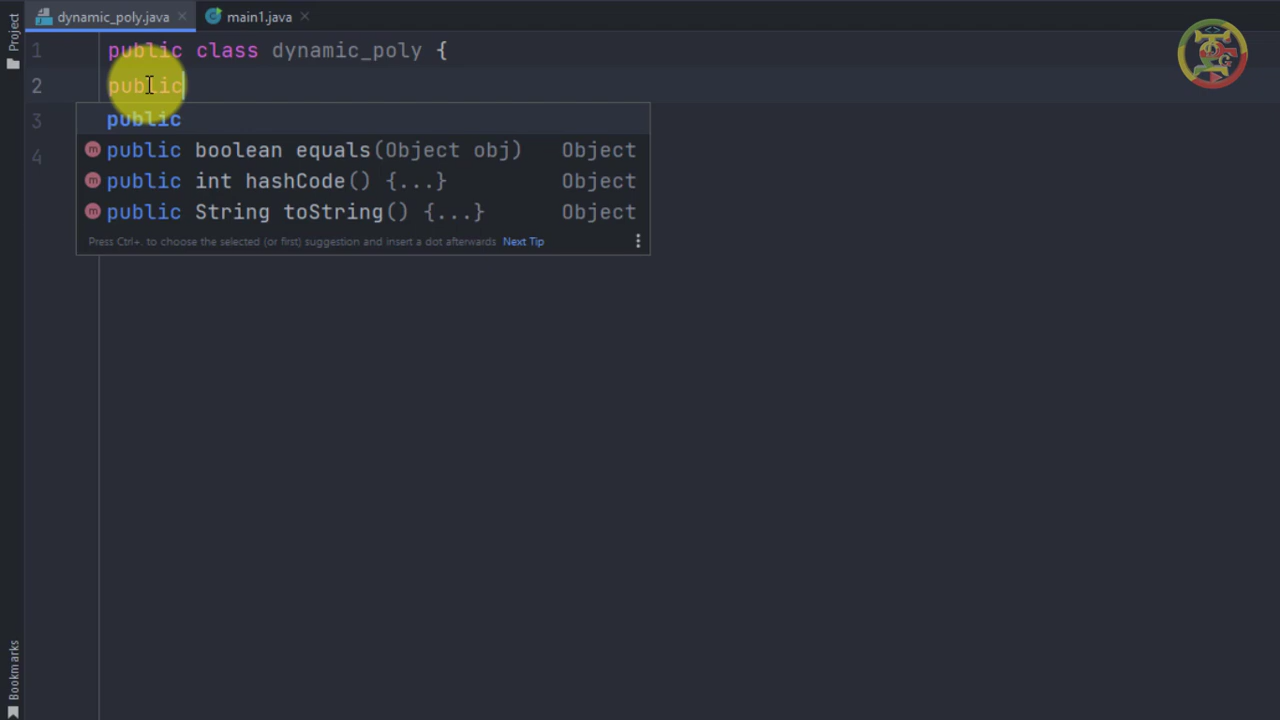 Project
dynamic_poly.java
main1.java
1 public class dynamic_poly {
2 public
3
4
public
m public boolean equals(Object obj) Object
m public int hashCode() {...} Object
m public String toString() {...} Object
Press Ctrl+. to choose the selected (or first) suggestion and insert a dot afterwards Next Tip
Bookmarks